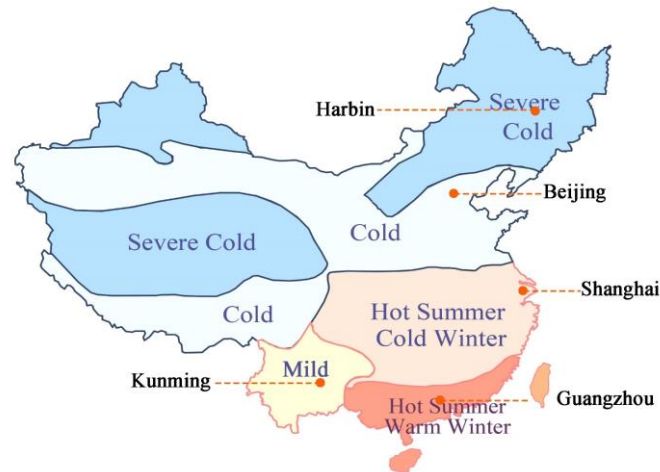 Severe
Cold
Harbin
Beijing
Severe Cold
Cold
Shanghai
Cold
Hot Summer
Cold Winter
Mild
Kunming
Guangzhou
Hot Summer
Warm Winter